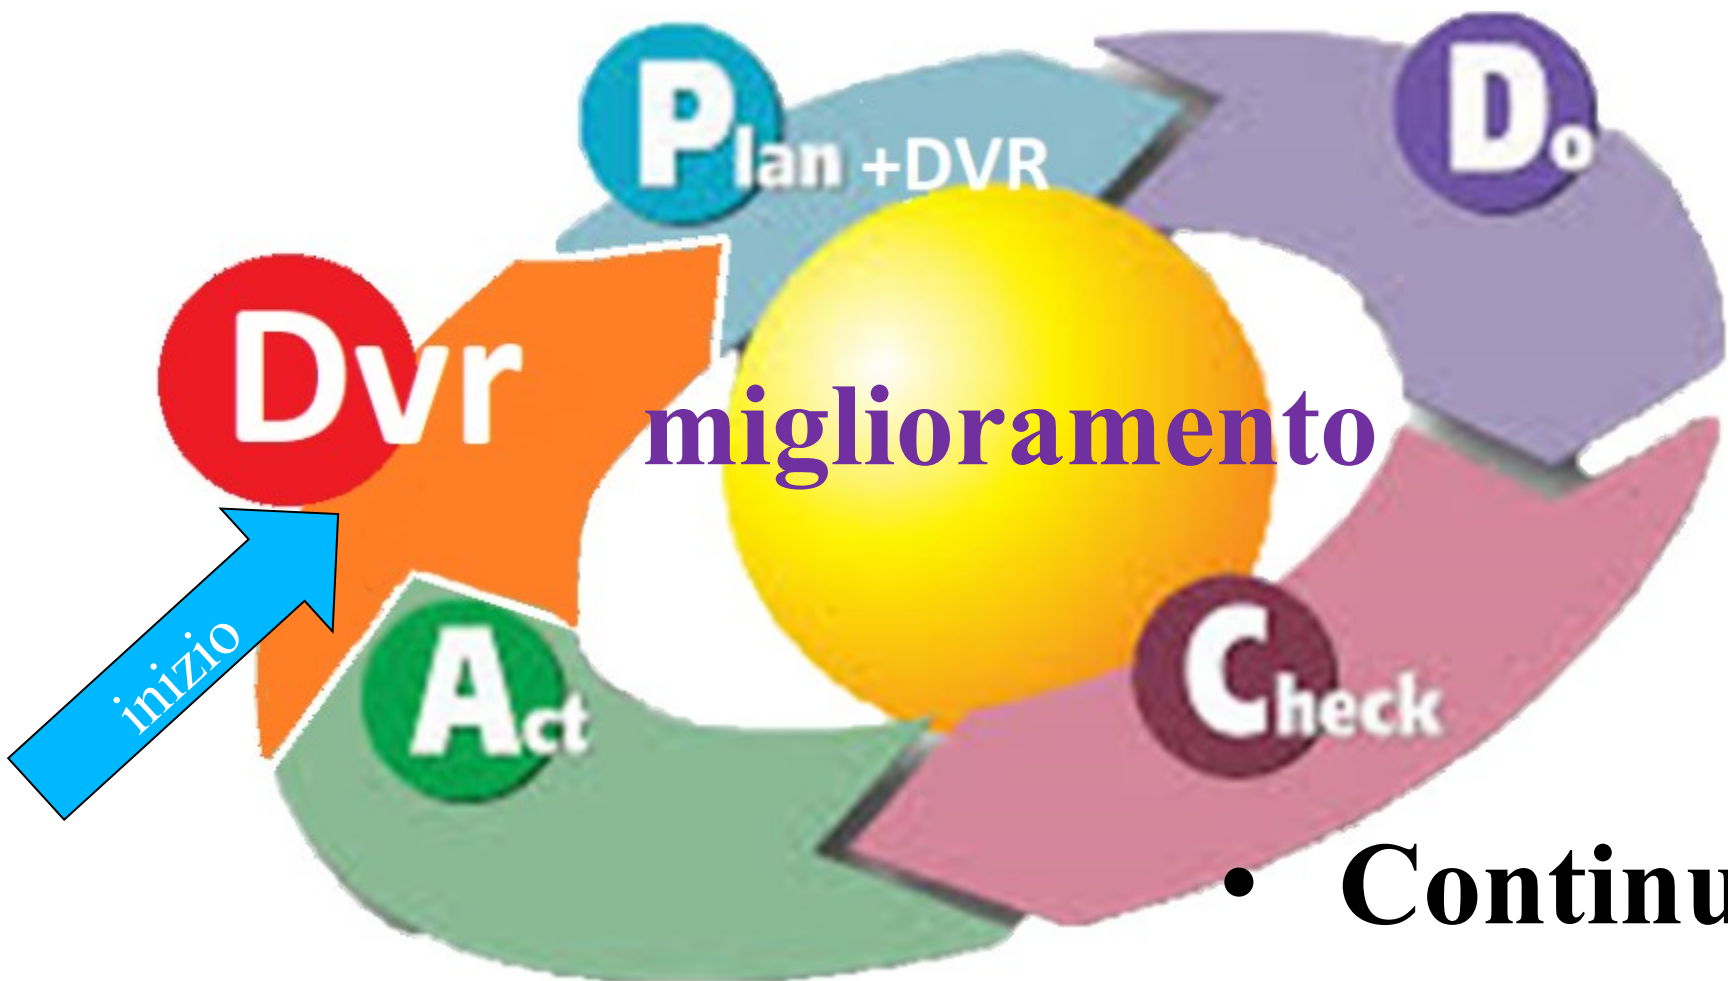 Plan +DVR
Do
Dvr
miglioramento
inizio
Act
Check
• Continu